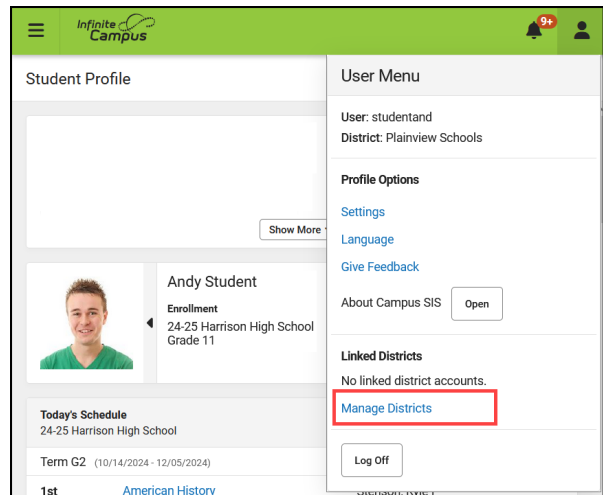 Infinite
Campus
9+
Student Profile
Show More
Andy Student
Enrollment
24-25 Harrison High School
Grade 11
Today's Schedule
24-25 Harrison High School
Term G2 (10/14/2024 - 12/05/2024)
1st American History
User Menu
User: studentand
District: Plainview Schools
Profile Options
Settings
Language
Give Feedback
About Campus SIS Open
Linked Districts
No linked district accounts.
Manage Districts
Log Off